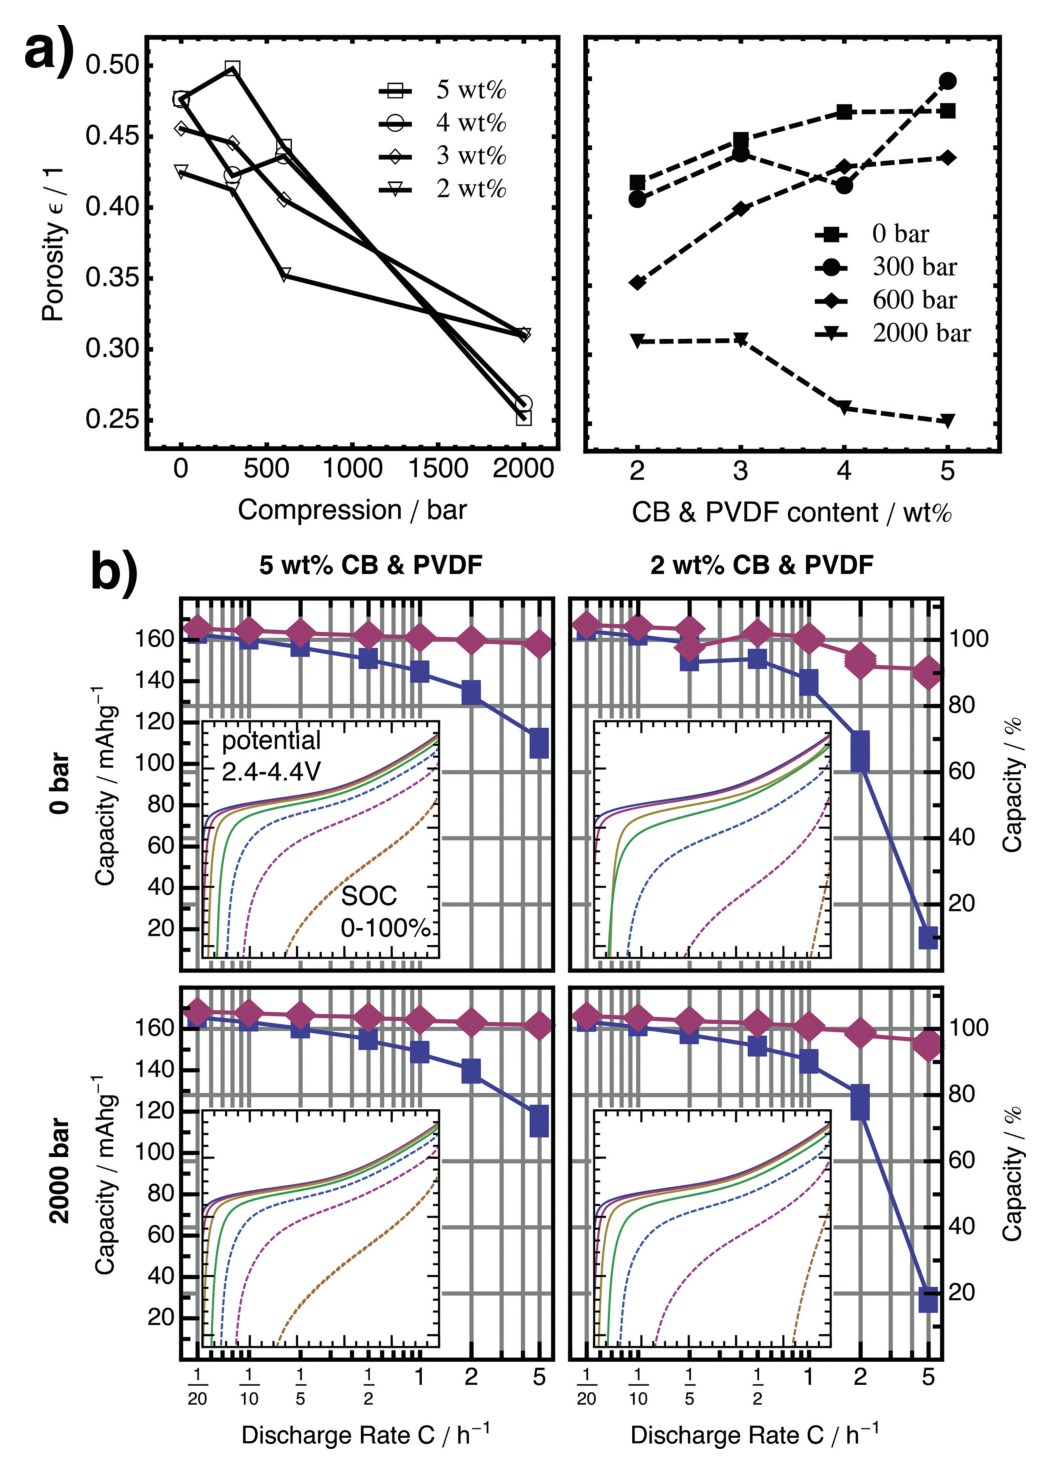 a)
0.50
0.45
0.40
0.35
0.30
0.25
Porosity ϵ / 1
5 wt%
4 wt%
3 wt%
2 wt%
0 500 1000 1500 2000
Compression / bar
0 bar
300 bar
600 bar
2000 bar
2 3 4 5
CB & PVDF content / wt%
b)
5 wt% CB & PVDF
2 wt% CB & PVDF
0 bar
Capacity / mAhg⁻¹
160
140
120
100
80
60
40
20
potential
2.4-4.4V
SOC
0-100%
100
80
60
40
20
Capacity / %
2000 bar
Capacity / mAhg⁻¹
160
140
120
100
80
60
40
20
100
80
60
40
20
Capacity / %
1/20 1/10 1/5 1/2 1 2 5
1/20 1/10 1/5 1/2 1 2 5
Discharge Rate C / h⁻¹
Discharge Rate C / h⁻¹